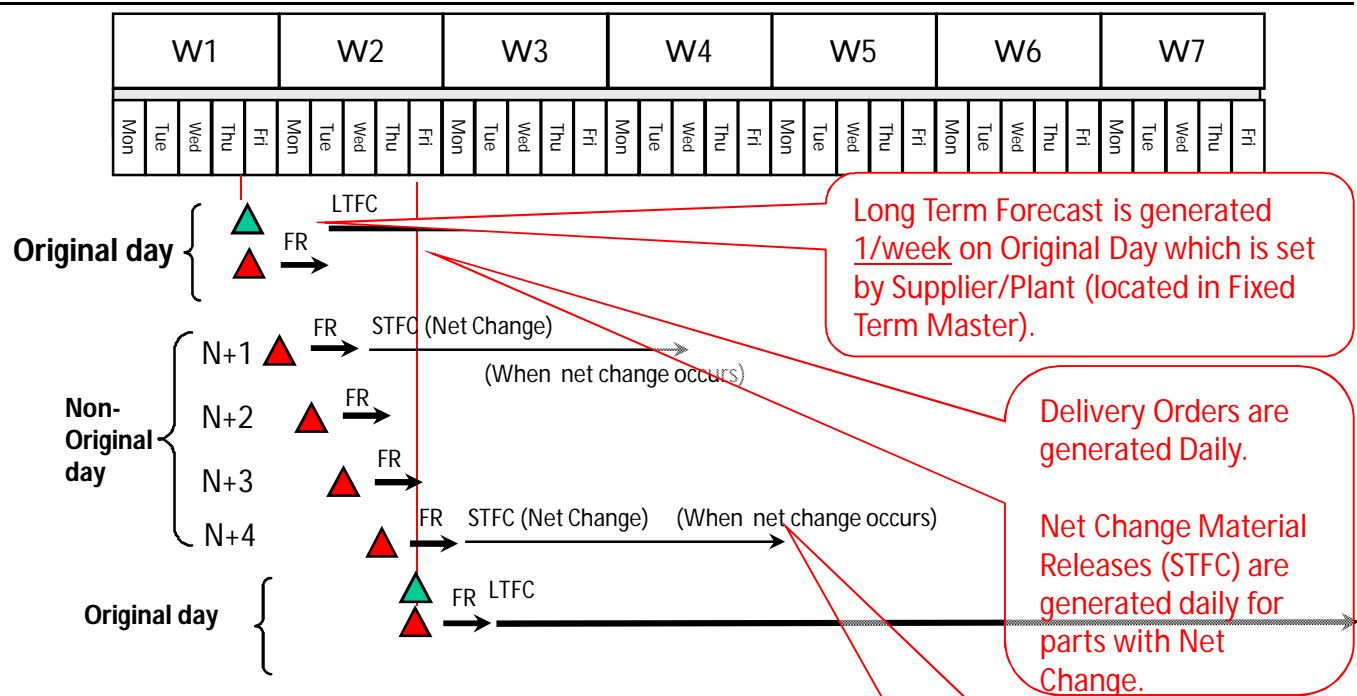 W1 W2 W3 W4 W5 W6 W7
Mon Tue Wed Thu Fri Mon Tue Wed Thu Fri Mon Tue Wed Thu Fri Mon Tue Wed Thu Fri Mon Tue Wed Thu Fri Mon Tue Wed Thu Fri Mon Tue Wed Thu Fri
LTFC
Original day
FR
Long Term Forecast is generated
1/week on Original Day which is set
by Supplier/Plant (located in Fixed
Term Master).
FR STFC (Net Change)
N+1
(When net change occurs)
Non-
Original
day
FR
N+2
FR
N+3
FR STFC (Net Change) (When net change occurs)
N+4
Delivery Orders are
generated Daily.
Net Change Material
Releases (STFC) are
generated daily for
parts with Net
Change.
Original day
FR LTFC